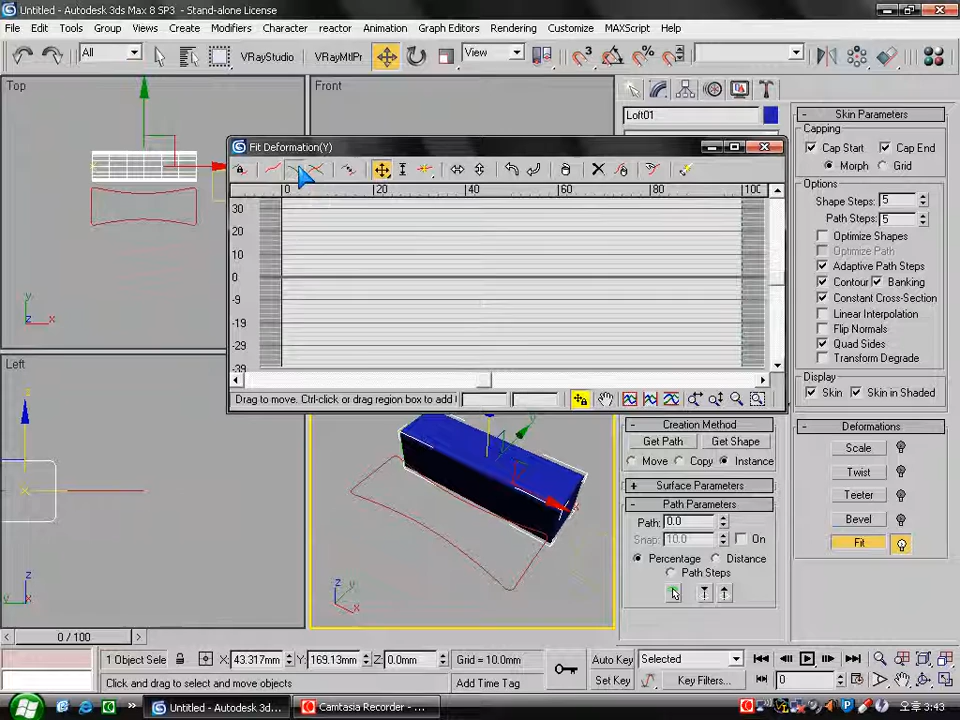 Untitled - Autodesk 3ds Max 8 SP3 - Stand-alone License
File Edit Tools Group Views Create Modifiers Character reactor Animation Graph Editors Rendering Customize MAXScript Help
All VRayStudio VRayMtlPr View
Top
Front
Loft01
Fit Deformation(Y)
0 20 40 60 80 100
30
20
10
0
-9
-19
-29
-39
Drag to move. Ctrl-click or drag region box to add
Left
Skin Parameters
Capping
Cap Start Cap End
Morph Grid
Options
Shape Steps: 5
Path Steps: 5
Optimize Shapes
Optimize Path
Adaptive Path Steps
Contour Banking
Constant Cross-Section
Linear Interpolation
Flip Normals
Quad Sides
Transform Degrade
Display
Skin Skin in Shaded
Creation Method
Get Path Get Shape
Move Copy Instance
Surface Parameters
Path Parameters
Path: 0.0
Snap: 10.0 On
Percentage Distance
Path Steps
Deformations
Scale
Twist
Teeter
Bevel
Fit
0 / 100
1 Object Sele X: 43.317mm Y: 169.13mm Z: 0.0mm Grid = 10.0mm Auto Key Selected
Click and drag to select and move objects Add Time Tag Set Key Key Filters... 0
Untitled - Autodesk 3d... Camtasia Recorder - ... 오후 3:43